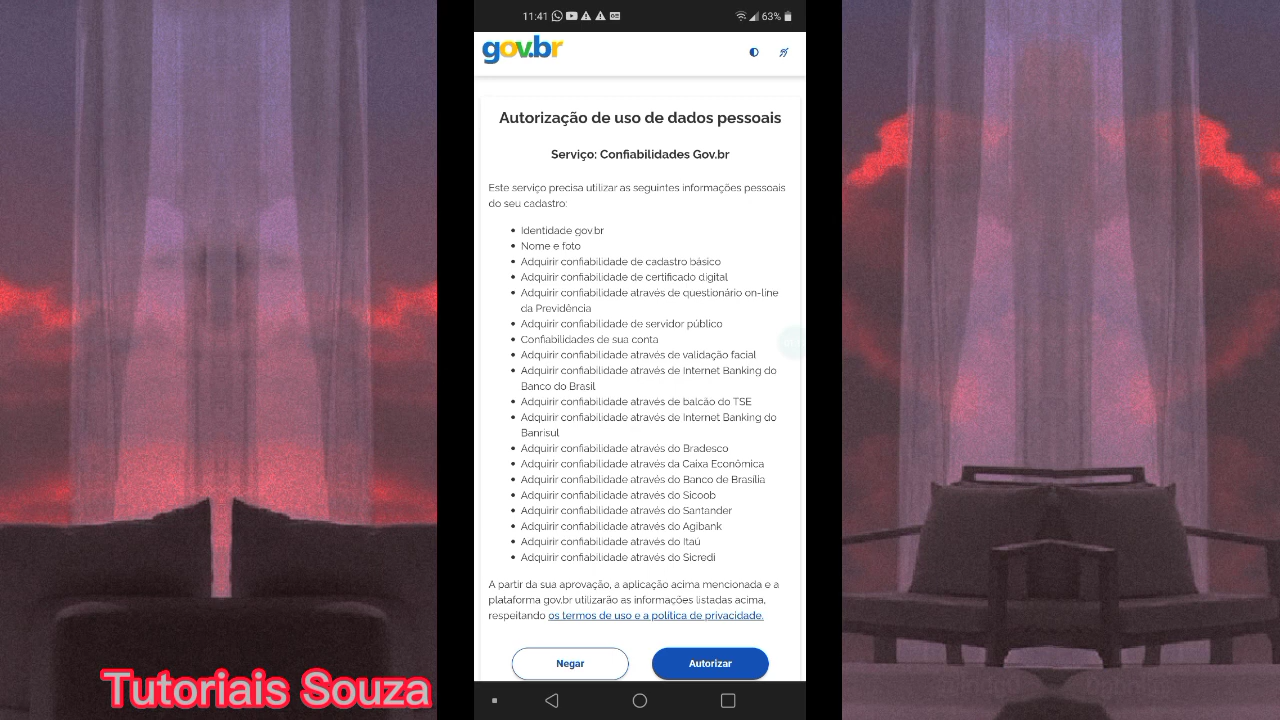 11:41
63%
gov.br
Autorização de uso de dados pessoais
Serviço: Confiabilidades Gov.br
Este serviço precisa utilizar as seguintes informações pessoais
do seu cadastro:
Identidade gov.br
Nome e foto
Adquirir confiabilidade de cadastro básico
Adquirir confiabilidade de certificado digital
Adquirir confiabilidade através de questionário on-line
da Previdência
Adquirir confiabilidade de servidor público
Confiabilidades de sua conta
Adquirir confiabilidade através de validação facial
Adquirir confiabilidade através de Internet Banking do
Banco do Brasil
Adquirir confiabilidade através de balcão do TSE
Adquirir confiabilidade através de Internet Banking do
Banrisul
Adquirir confiabilidade através do Bradesco
Adquirir confiabilidade através da Caixa Econômica
Adquirir confiabilidade através do Banco de Brasília
Adquirir confiabilidade através do Sicoob
Adquirir confiabilidade através do Santander
Adquirir confiabilidade através do Agibank
Adquirir confiabilidade através do Itaú
Adquirir confiabilidade através do Sicredi
A partir da sua aprovação, a aplicação acima mencionada e a
plataforma gov.br utilizarão as informações listadas acima,
respeitando os termos de uso e a política de privacidade.
Negar
Autorizar
Tutoriais Souza